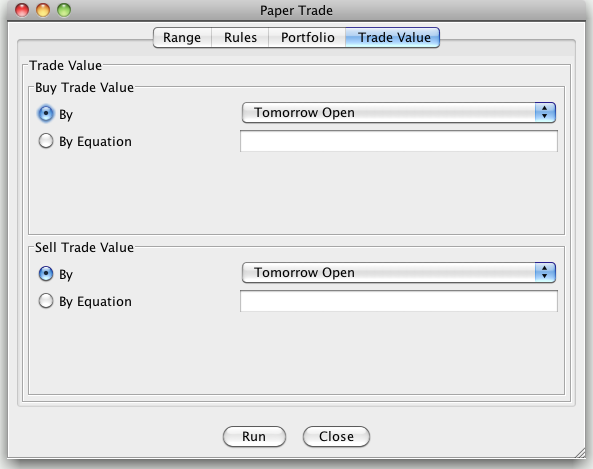 Paper Trade
Range Rules Portfolio Trade Value
Trade Value
Buy Trade Value
By Tomorrow Open
By Equation
Sell Trade Value
By Tomorrow Open
By Equation
Run Close